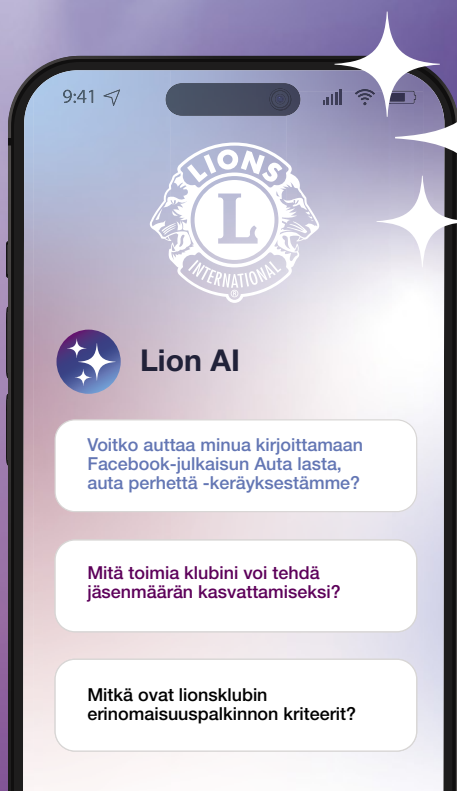 9:41
LIONS
L
INTERNATIONAL
®
Lion AI
Voitko auttaa minua kirjoittamaan
Facebook-julkaisun Auta lasta,
auta perhettä -keräyksestämme?
Mitä toimia klubini voi tehdä
jäsenmäärän kasvattamiseksi?
Mitkä ovat lionsklubin
erinomaisuuspalkinnon kriteerit?